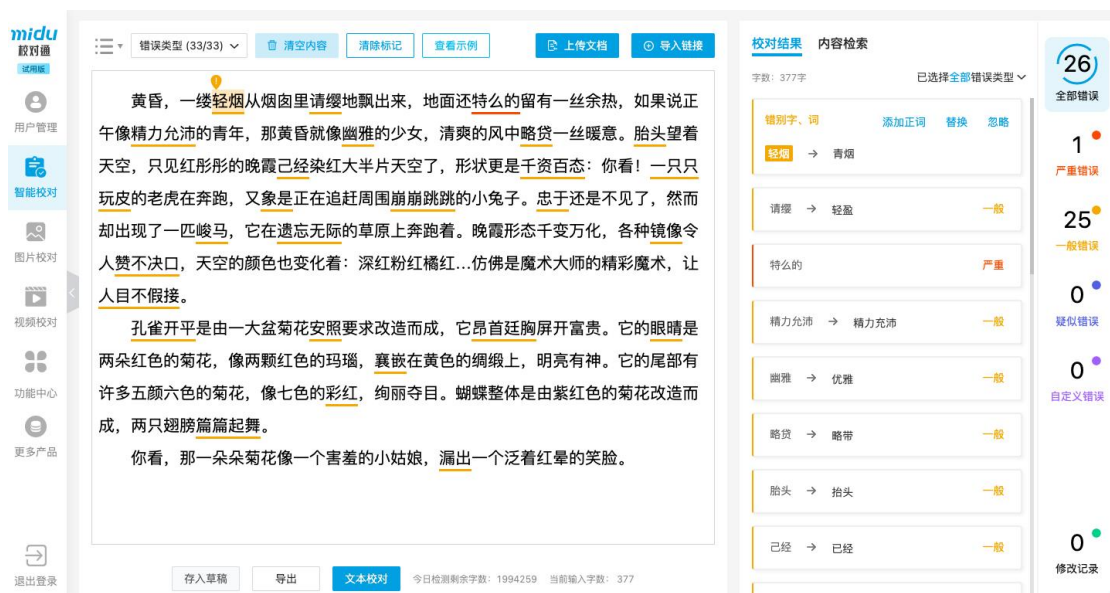 midu
校对通
试用版
用户管理
智能校对
图片校对
视频校对
功能中心
更多产品
退出登录
错误类型 (33/33)
清空内容
清除标记
查看示例
上传文档
导入链接
黄昏，一缕轻烟从烟囱里请缨地飘出来，地面还特么的留有一丝余热，如果说正
午像精力允沛的青年，那黄昏就像幽雅的少女，清爽的风中略贷一丝暖意。胎头望着
天空，只见红彤彤的晚霞己经染红大半片天空了，形状更是千资百态：你看！一只只
玩皮的老虎在奔跑，又象是正在追赶周围崩崩跳跳的小兔子。忠于还是不见了，然而
却出现了一匹峻马，它在遗忘无际的草原上奔跑着。晚霞形态千变万化，各种镜像令
人赞不决口，天空的颜色也变化着：深红粉红橘红...仿佛是魔术大师的精彩魔术，让
人目不假接。
孔雀开平是由一大盆菊花安照要求改造而成，它昂首廷胸屏开富贵。它的眼晴是
两朵红色的菊花，像两颗红色的玛瑙，襄嵌在黄色的绸缎上，明亮有神。它的尾部有
许多五颜六色的菊花，像七色的彩红，绚丽夺目。蝴蝶整体是由紫红色的菊花改造而
成，两只翅膀篇篇起舞。
你看，那一朵朵菊花像一个害羞的小姑娘，漏出一个泛着红晕的笑脸。
存入草稿
导出
文本校对
今日检测剩余字数：1994259 当前输入字数：377
校对结果 内容检索
字数：377字 已选择全部错误类型
错别字、词 添加正词 替换 忽略
轻烟 → 青烟
请缨 → 轻盈 一般
特么的 严重
精力允沛 → 精力充沛 一般
幽雅 → 优雅 一般
略贷 → 略带 一般
胎头 → 抬头 一般
己经 → 已经 一般
26
全部错误
1
严重错误
25
一般错误
0
疑似错误
0
自定义错误
0
修改记录